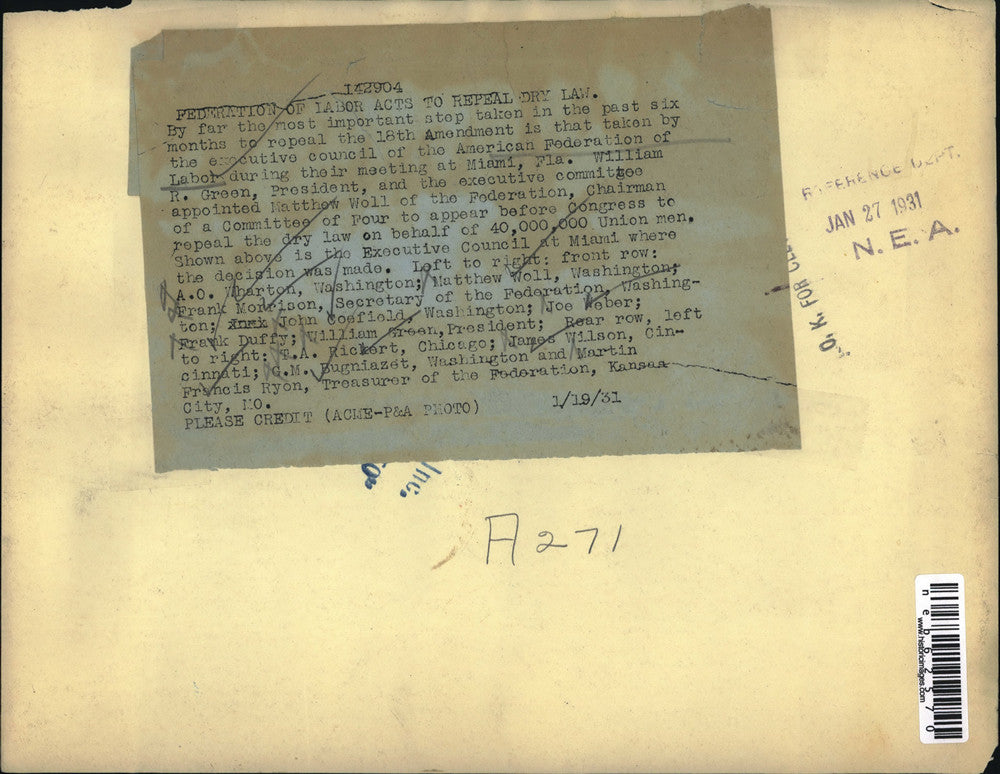 142904
FEDERATION OF LABOR ACTS TO REPEAL DRY LAW.
By far the most important step taken in the past six
months to repeal the 18th Amendment is that taken by
the executive council of the American Federation of
Labor during their meeting at Miami, Fla. William
R. Green, President, and the executive committee
appointed Matthew Woll of the Federation, Chairman
of a Committee of Four to appear before Congress to
repeal the dry law on behalf of 40,000,000 Union men.
Shown above is the Executive Council at Miami where
the decision was made. Left to right: front row:
A.O. Wharton, Washington; Matthew Woll, Washington;
Frank Morrison, Secretary of the Federation, Washing-
ton; John Coefield, Washington; Joe Weber;
Frank Duffy; William Green, President; Rear row, left
to right: T.A. Rickert, Chicago; James Wilson, Cin-
cinnati; G.M. Bugniazet, Washington and Martin
Francis Ryon, Treasurer of the Federation, Kansas
City, MO.
PLEASE CREDIT (ACME-P&A PHOTO) 1/19/31
REFERENCE DEPT.
JAN 27 1931
N. E. A.
O. K. FOR
Inc.
A271
neb62570
www.historicimages.com